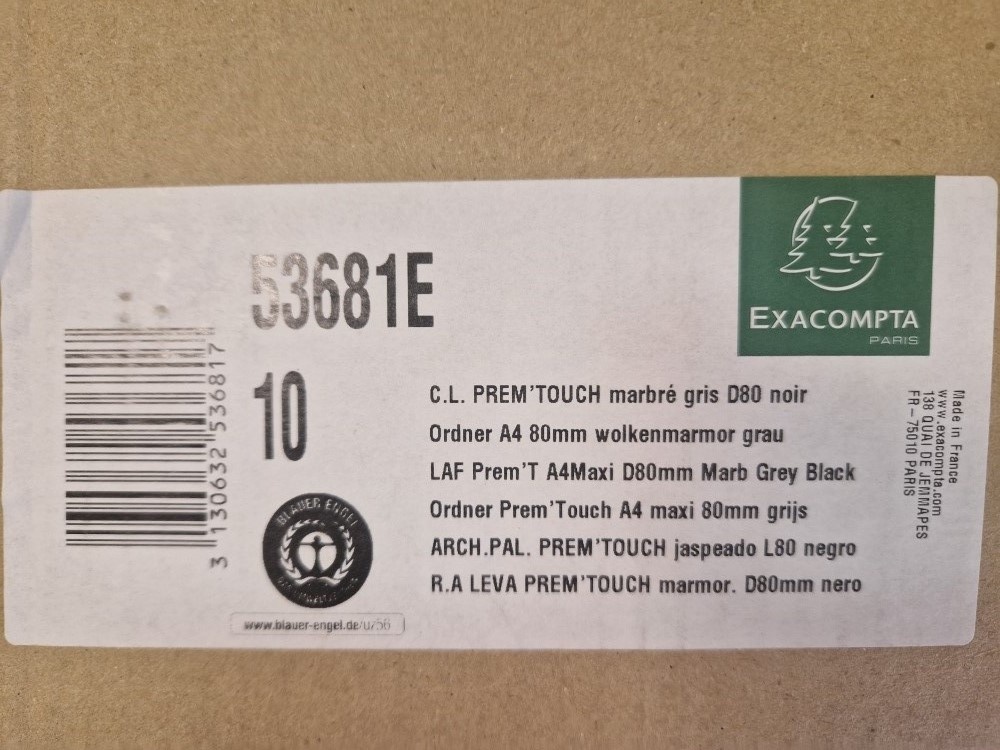 53681E
10
3 130632 536817
BLAUER ENGEL
www.blauer-engel.de/uz56
EXACOMPTA
PARIS
C.L. PREM'TOUCH marbré gris D80 noir
Ordner A4 80mm wolkenmarmor grau
LAF Prem'T A4Maxi D80mm Marb Grey Black
Ordner Prem'Touch A4 maxi 80mm grijs
ARCH.PAL. PREM'TOUCH jaspeado L80 negro
R.A LEVA PREM'TOUCH marmor. D80mm nero
Made in France
www.exacompta.com
138 QUAI DE JEMMAPES
FR-75010 PARIS